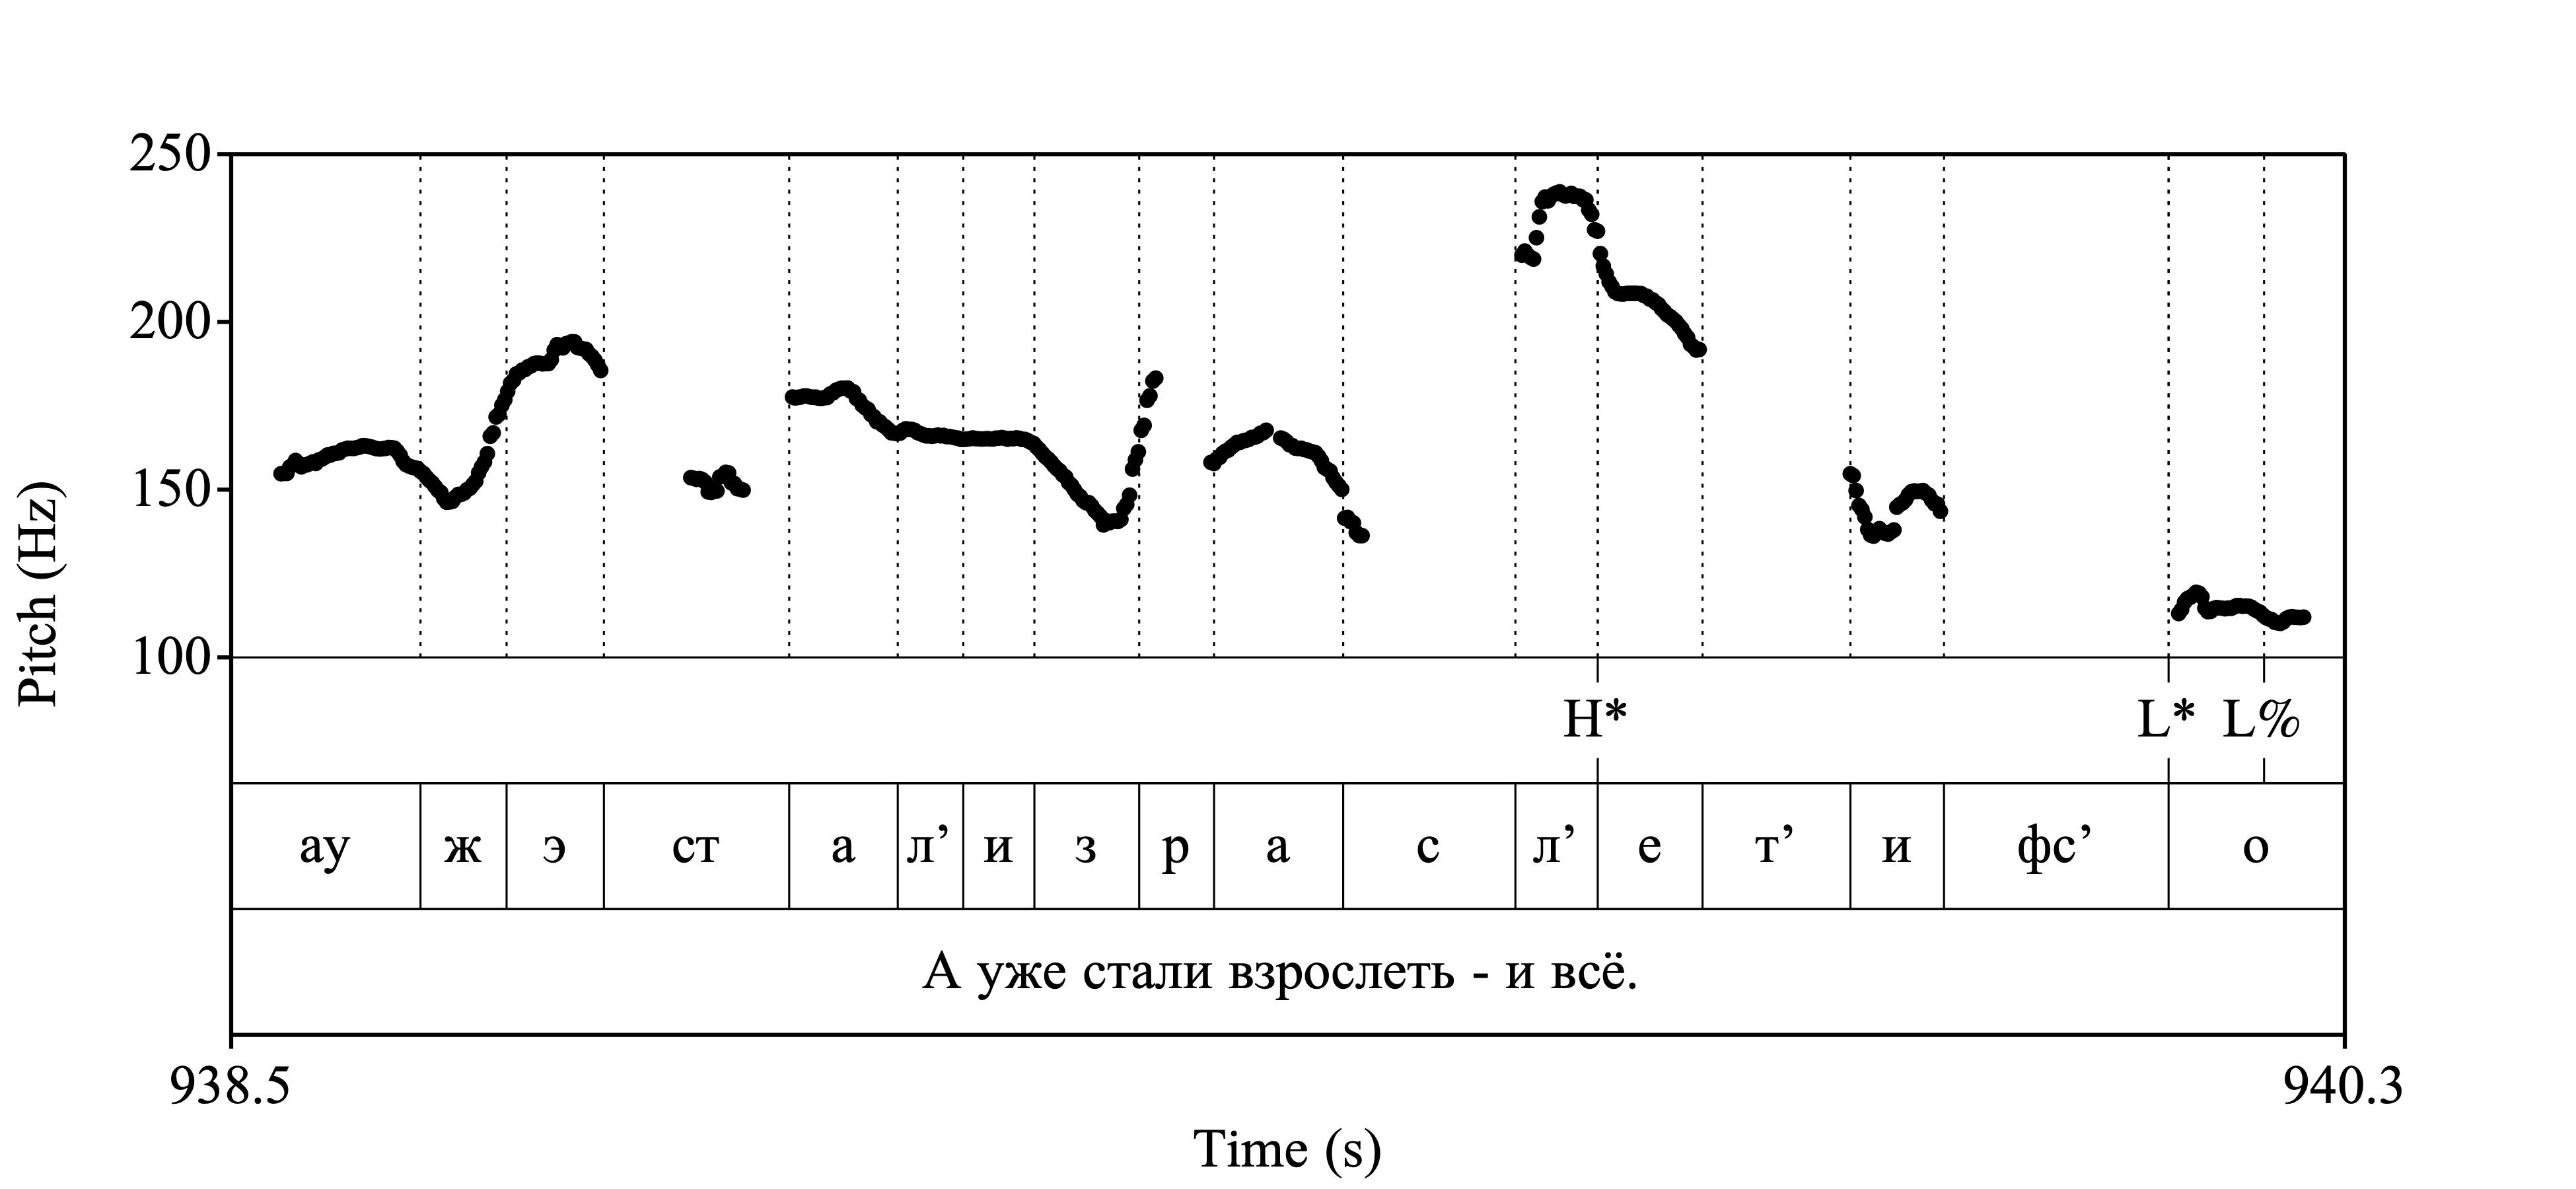 250
200
150
100
Pitch (Hz)
H* L* L%
ау ж э ст а л’ и з р а с л’ е т’ и фс’ о
А уже стали взрослеть - и всё.
938.5 940.3
Time (s)